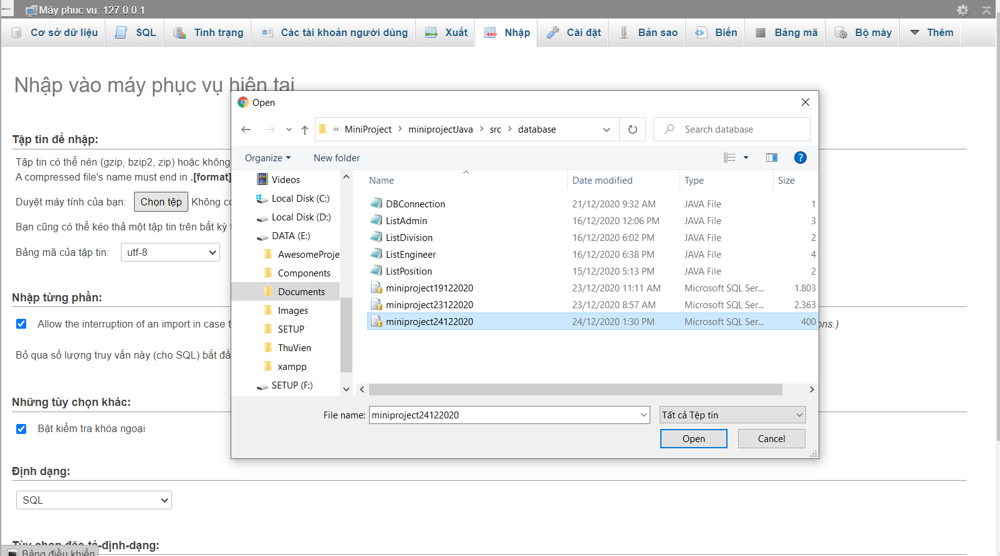 Máy phục vụ: 127.0.0.1
Cơ sở dữ liệu SQL Tình trạng Các tài khoản người dùng Xuất Nhập Cài đặt Bản sao Biến Bảng mã Bộ máy Thêm
Nhập vào máy phục vụ hiện tại
Open
« MiniProject > miniprojectJava > src > database
Search database
Organize New folder
Tập tin để nhập:
Tập tin có thể nén (gzip, bzip2, zip) hoặc không
A compressed file's name must end in .[format]
Duyệt máy tính của bạn: Chọn tệp Không
Bạn cũng có thể kéo thả một tập tin trên bất kỳ
Bảng mã của tập tin: utf-8
Nhập từng phần:
Allow the interruption of an import in case
ons.)
Bỏ qua số lượng truy vấn này (cho SQL) bắt
Những tùy chọn khác:
Bật kiểm tra khóa ngoại
Định dạng:
SQL
Tùy chọn đặc-tả-định-dạng:
Bảng điều khiển
Videos
Local Disk (C:)
Local Disk (D:)
DATA (E:)
AwesomeProje
Components
Documents
Images
SETUP
ThuVien
xampp
SETUP (F:)
Name Date modified Type Size
DBConnection 21/12/2020 9:32 AM JAVA File 1
ListAdmin 16/12/2020 12:06 PM JAVA File 3
ListDivision 16/12/2020 6:02 PM JAVA File 2
ListEngineer 16/12/2020 6:38 PM JAVA File 4
ListPosition 15/12/2020 5:13 PM JAVA File 2
miniproject19122020 23/12/2020 11:11 AM Microsoft SQL Ser... 1.803
miniproject23122020 23/12/2020 8:57 AM Microsoft SQL Ser... 2.363
miniproject24122020 24/12/2020 1:30 PM Microsoft SQL Ser... 400
File name: miniproject24122020 Tất cả Tệp tin
Open Cancel